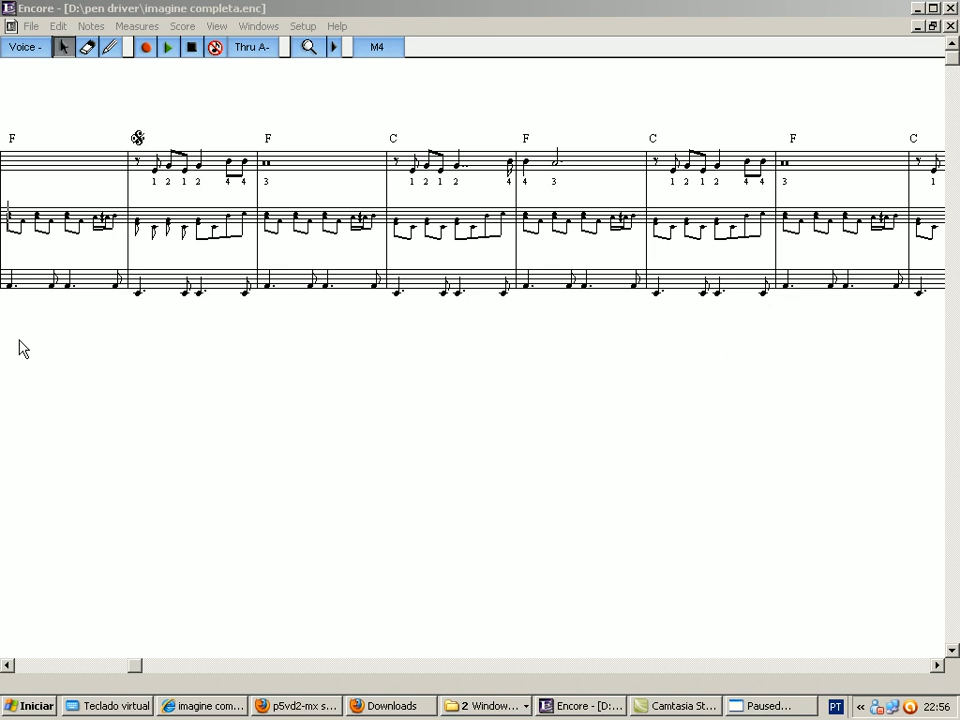 Encore - [D:\pen driver\imagine completa.enc]
File Edit Notes Measures Score View Windows Setup Help
Voice - Thru A- M4
F F C F C F C
1 2 1 2 4 4 3 1 2 1 2 4 4 3 1 2 1 2 4 4 3 1
Iniciar Teclado virtual imagine com... p5vd2-mx s... Downloads 2 Window... Encore - [D:... Camtasia St... Paused... PT « 22:56